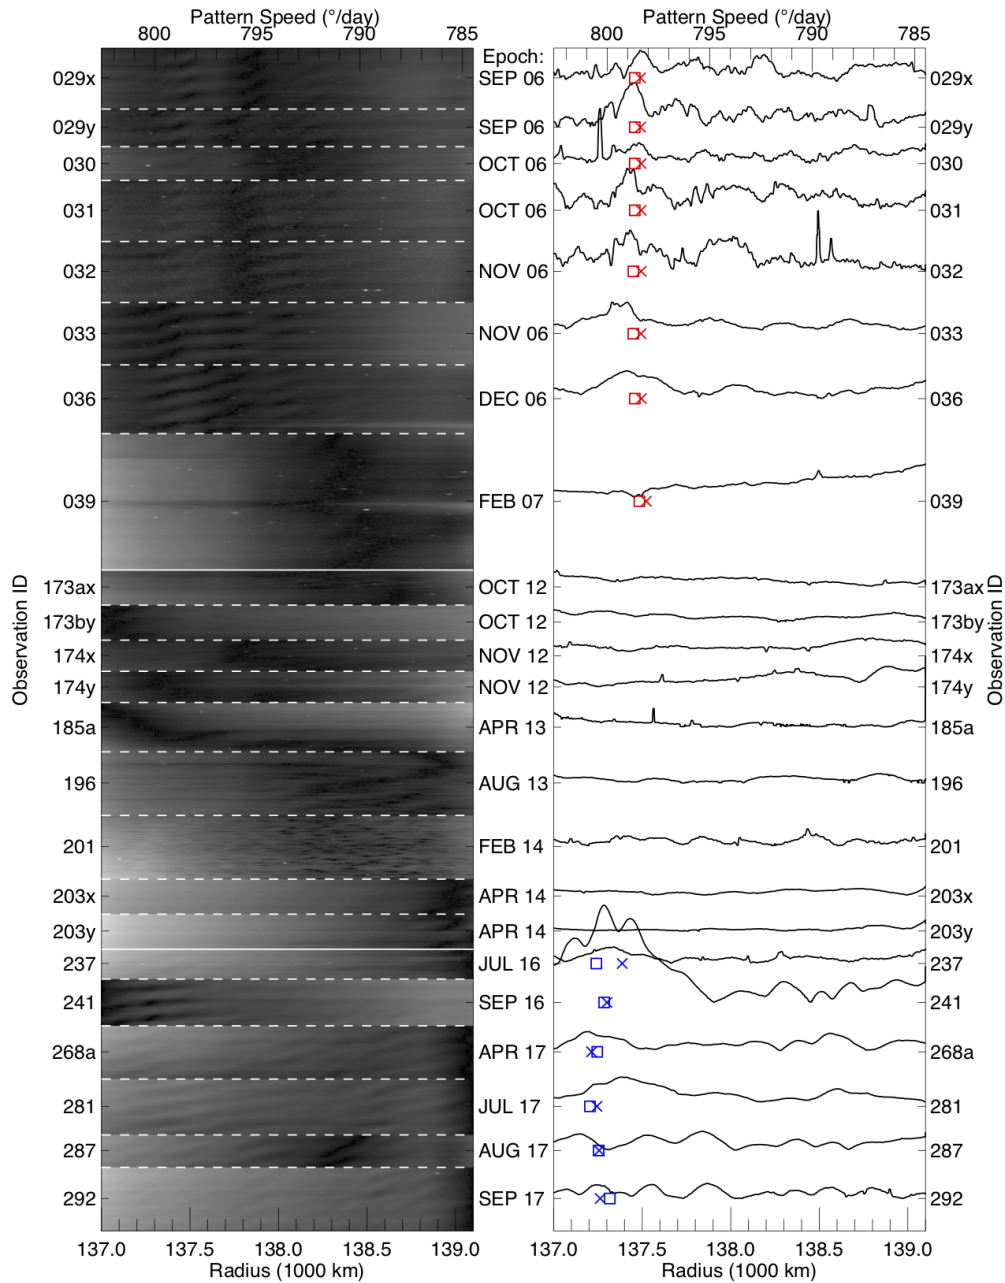 Pattern Speed (°/day)
Pattern Speed (°/day)
800 795 790 785
800 795 790 785
Epoch:
029x SEP 06 029x
029y SEP 06 029y
030 OCT 06 030
031 OCT 06 031
032 NOV 06 032
033 NOV 06 033
036 DEC 06 036
039 FEB 07 039
173ax OCT 12 173ax
173by OCT 12 173by
174x NOV 12 174x
174y NOV 12 174y
185a APR 13 185a
196 AUG 13 196
201 FEB 14 201
203x APR 14 203x
203y APR 14 203y
237 JUL 16 237
241 SEP 16 241
268a APR 17 268a
281 JUL 17 281
287 AUG 17 287
292 SEP 17 292
Observation ID
Observation ID
137.0 137.5 138.0 138.5 139.0
137.0 137.5 138.0 138.5 139.0
Radius (1000 km)
Radius (1000 km)